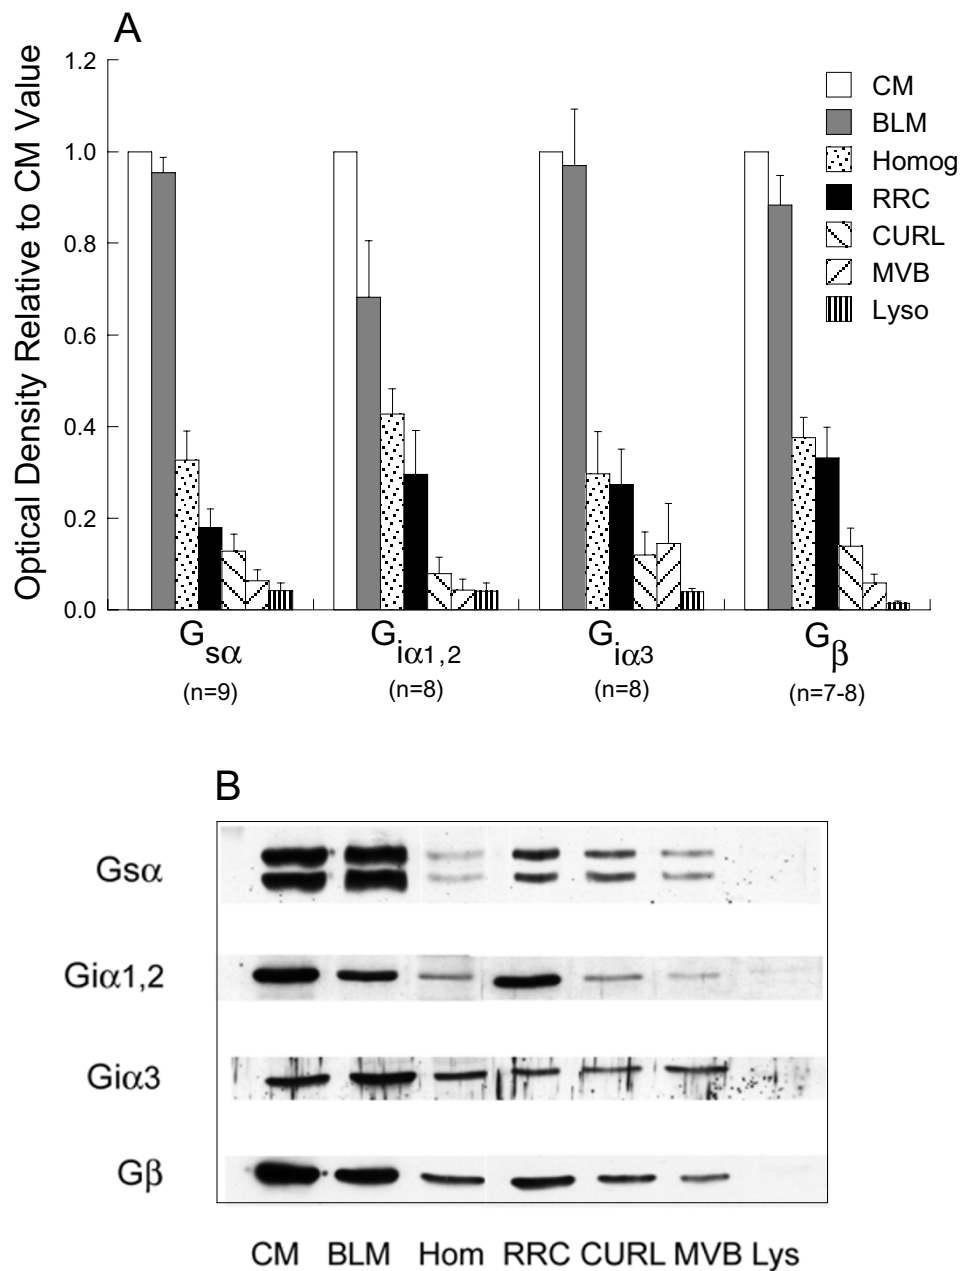 A
Optical Density Relative to CM Value
1.2
1.0
0.8
0.6
0.4
0.2
0.0
CM
BLM
Homog
RRC
CURL
MVB
Lyso
Gsα
Giα1,2
Giα3
Gβ
(n=9)
(n=8)
(n=8)
(n=7-8)
B
Gsα
Giα1,2
Giα3
Gβ
CM BLM Hom RRC CURL MVB Lys